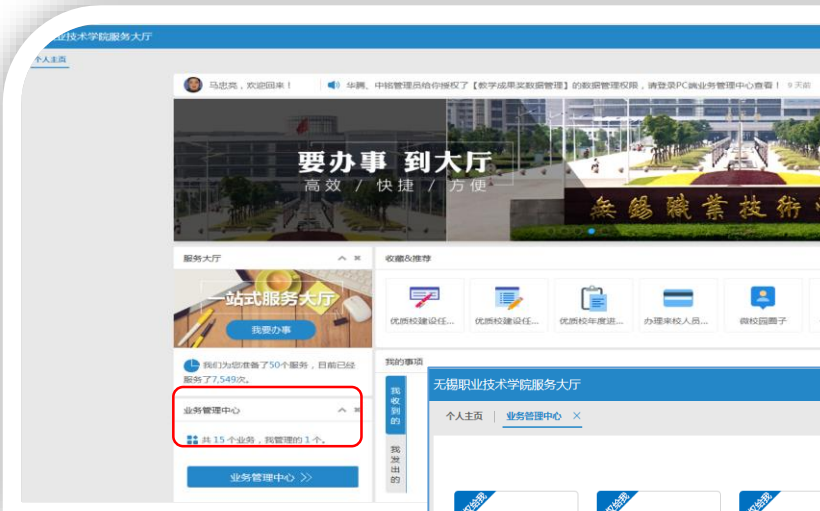 业技术学院服务大厅
个人主页
马忠亮，欢迎回来！
华腾、中铭管理员给你授权了【教学成果奖数据管理】的数据管理权限，请登录PC端业务管理中心查看！ 9天前
要办事 到大厅
高效 / 快捷 / 方便
無錫職業技術
服务大厅
收藏&推荐
一站式服务大厅
我要办事
优质校建设任...
优质校建设任...
优质校年度进...
办理来校人员...
微校园圈子
我们为您准备了50个服务，目前已经
服务了7,549次。
我的事项
我收到的
我发出的
业务管理中心
共 15 个业务，我管理的 1 个。
业务管理中心
无锡职业技术学院服务大厅
个人主页 | 业务管理中心 ×